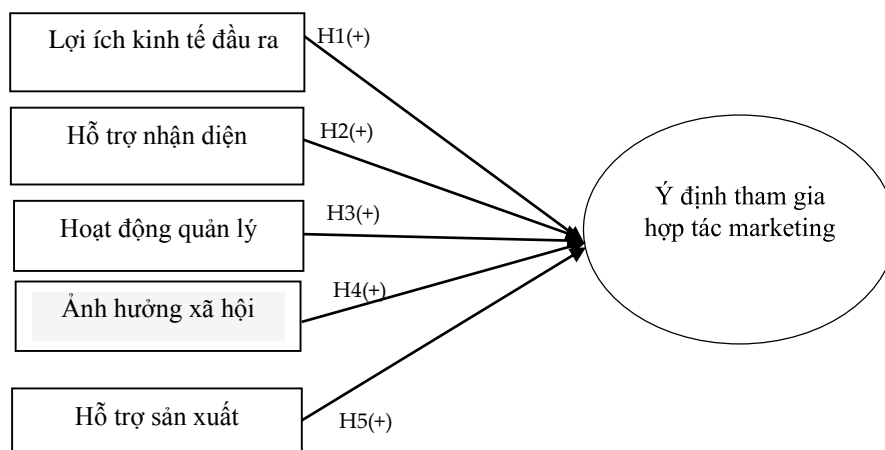 Lợi ích kinh tế đầu ra
H1(+)
Hỗ trợ nhận diện
H2(+)
Hoạt động quản lý
H3(+)
Ảnh hưởng xã hội
H4(+)
Hỗ trợ sản xuất
H5(+)
Ý định tham gia
hợp tác marketing